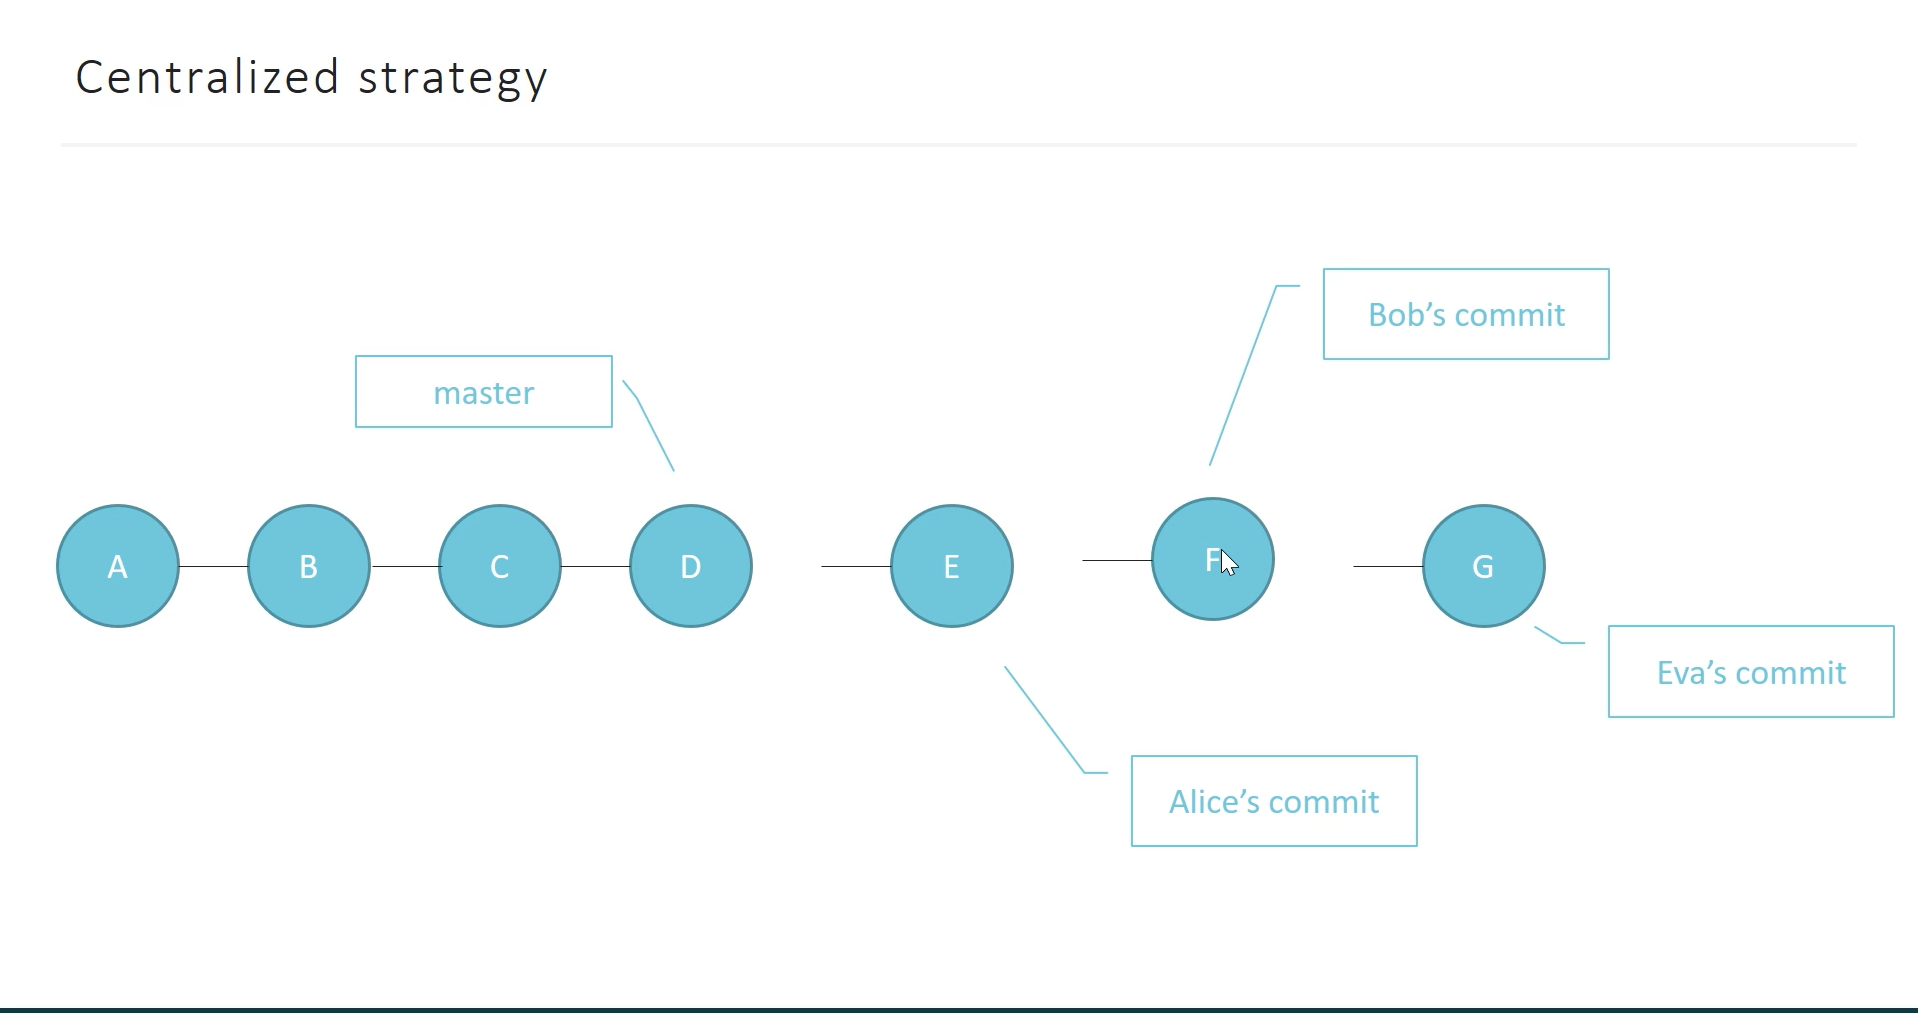 Centralized strategy
Bob’s commit
master
A
B
C
D
E
F
G
Eva’s commit
Alice’s commit